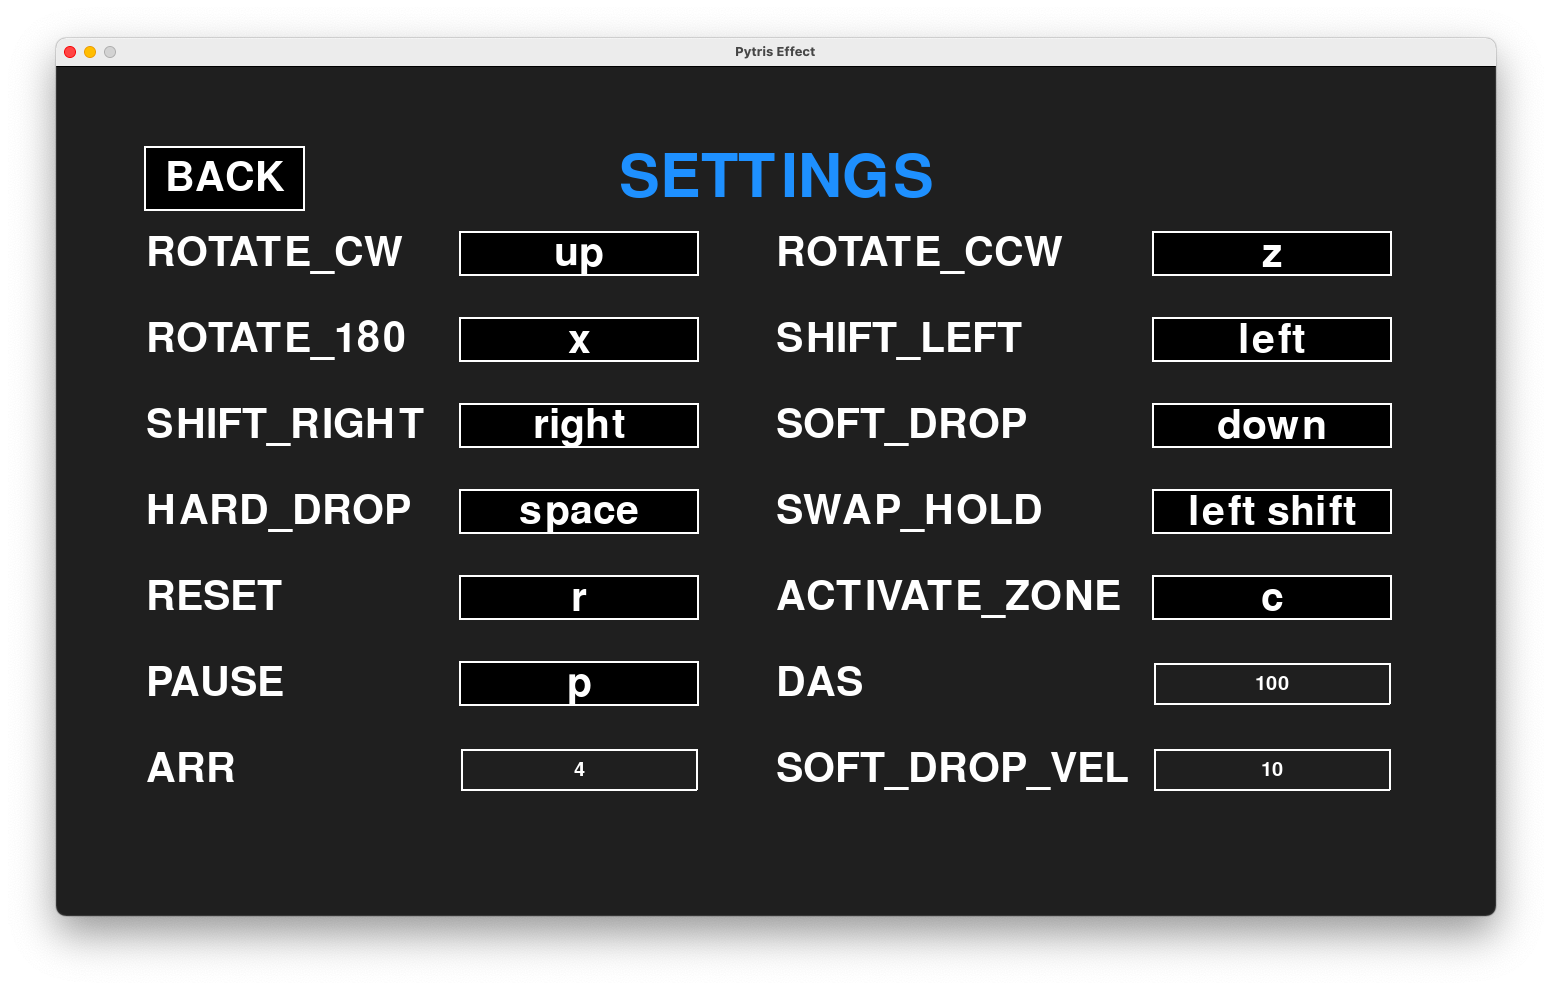 Pytris Effect
BACK
SETTINGS
ROTATE_CW up ROTATE_CCW z
ROTATE_180 x SHIFT_LEFT left
SHIFT_RIGHT right SOFT_DROP down
HARD_DROP space SWAP_HOLD left shift
RESET r ACTIVATE_ZONE c
PAUSE p DAS 100
ARR 4 SOFT_DROP_VEL 10